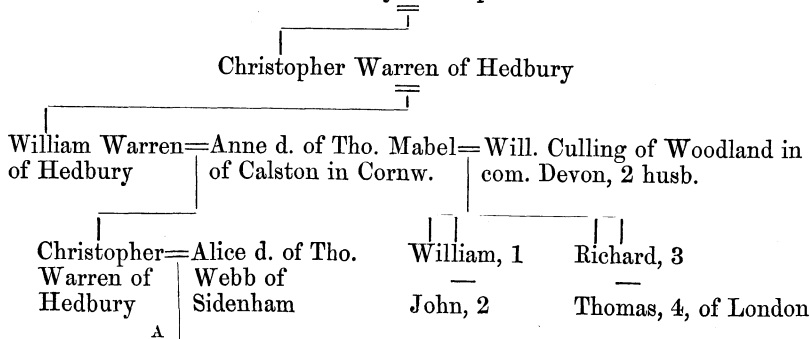 Christopher Warren of Hedbury
William Warren=Anne d. of Tho. Mabel=Will. Culling of Woodland in
of Hedbury of Calston in Cornw. com. Devon, 2 husb.
Christopher=Alice d. of Tho. William, 1 Richard, 3
Warren of Webb of — —
Hedbury Sidenham John, 2 Thomas, 4, of London
A